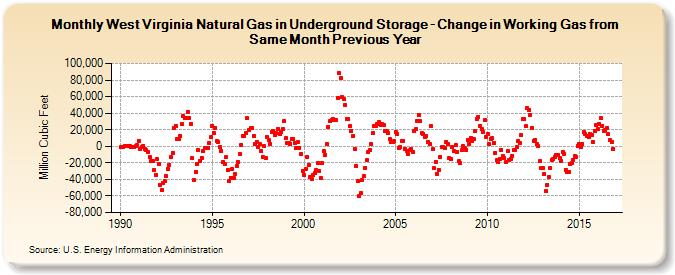 Monthly West Virginia Natural Gas in Underground Storage - Change in Working Gas from
Same Month Previous Year
Million Cubic Feet
100,000
80,000
60,000
40,000
20,000
0
-20,000
-40,000
-60,000
-80,000
1990 1995 2000 2005 2010 2015
Source: U.S. Energy Information Administration